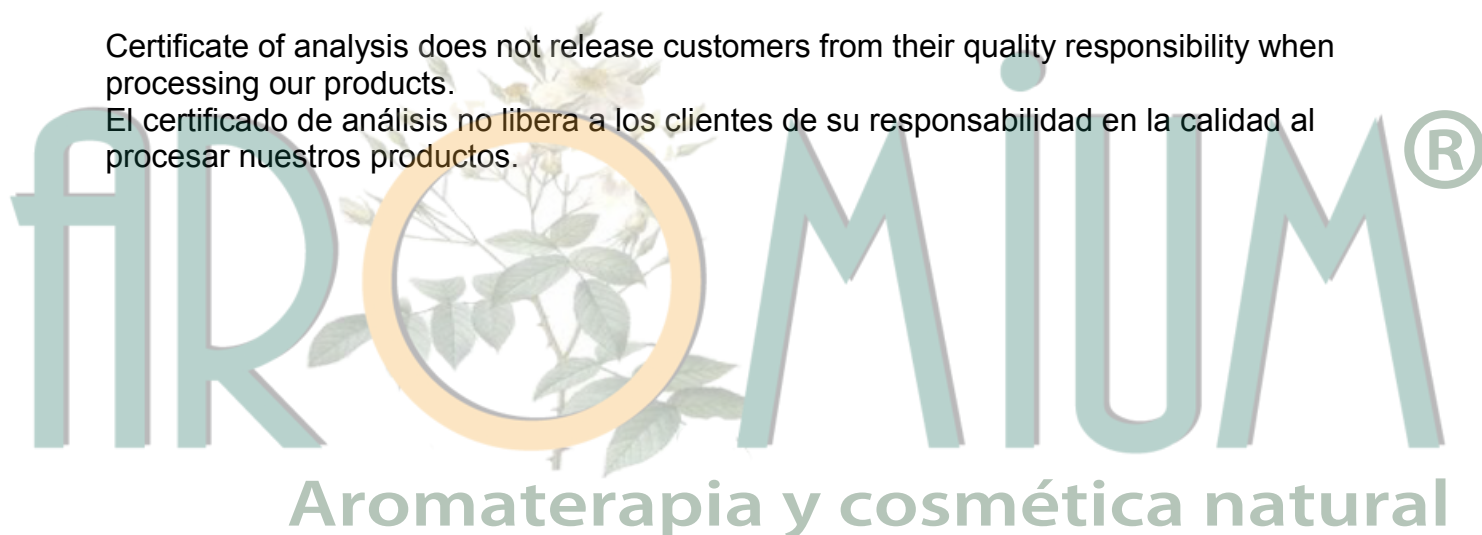 Certificate of analysis does not release customers from their quality responsibility when
processing our products.
El certificado de análisis no libera a los clientes de su responsabilidad en la calidad al
procesar nuestros productos.
AROMIUM®
Aromaterapia y cosmética natural